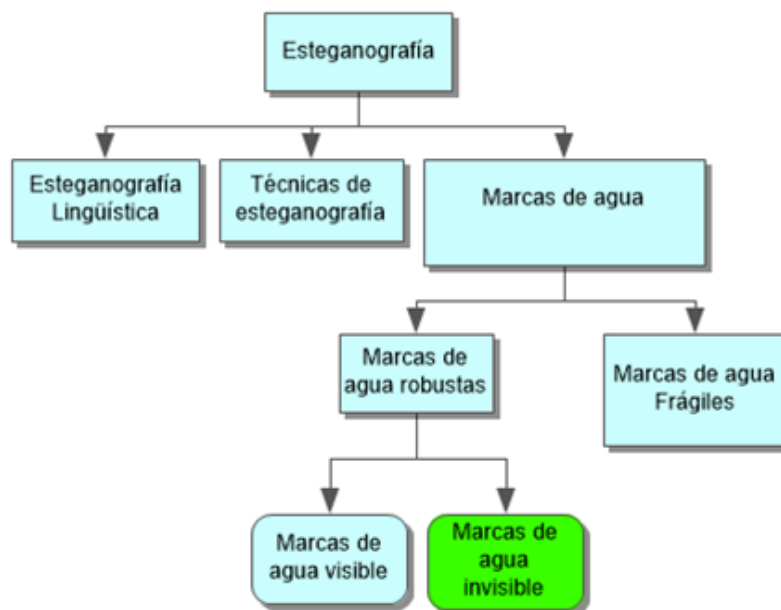 Esteganografía
Esteganografía
Lingüística
Técnicas de
esteganografía
Marcas de agua
Marcas de
agua robustas
Marcas de agua
Frágiles
Marcas de
agua visible
Marcas de
agua
invisible